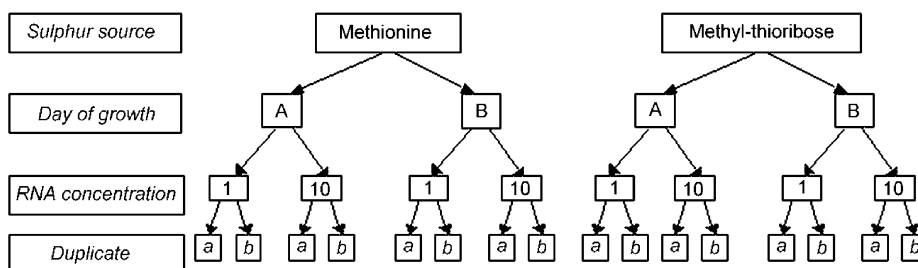 Sulphur source Methionine Methyl-thioribose
Day of growth A B A B
RNA concentration 1 10 1 10 1 10 1 10
Duplicate a b a b a b a b a b a b a b a b